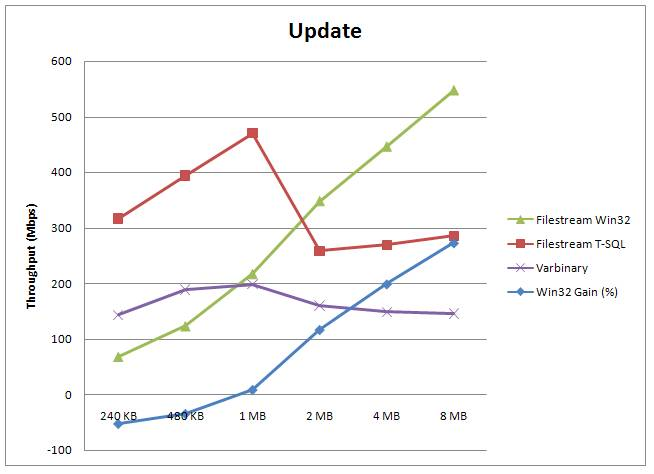 Update
600
500
400
300
200
100
0
-100
Throughput (Mbps)
240 KB 480 KB 1 MB 2 MB 4 MB 8 MB
Filestream Win32
Filestream T-SQL
Varbinary
Win32 Gain (%)